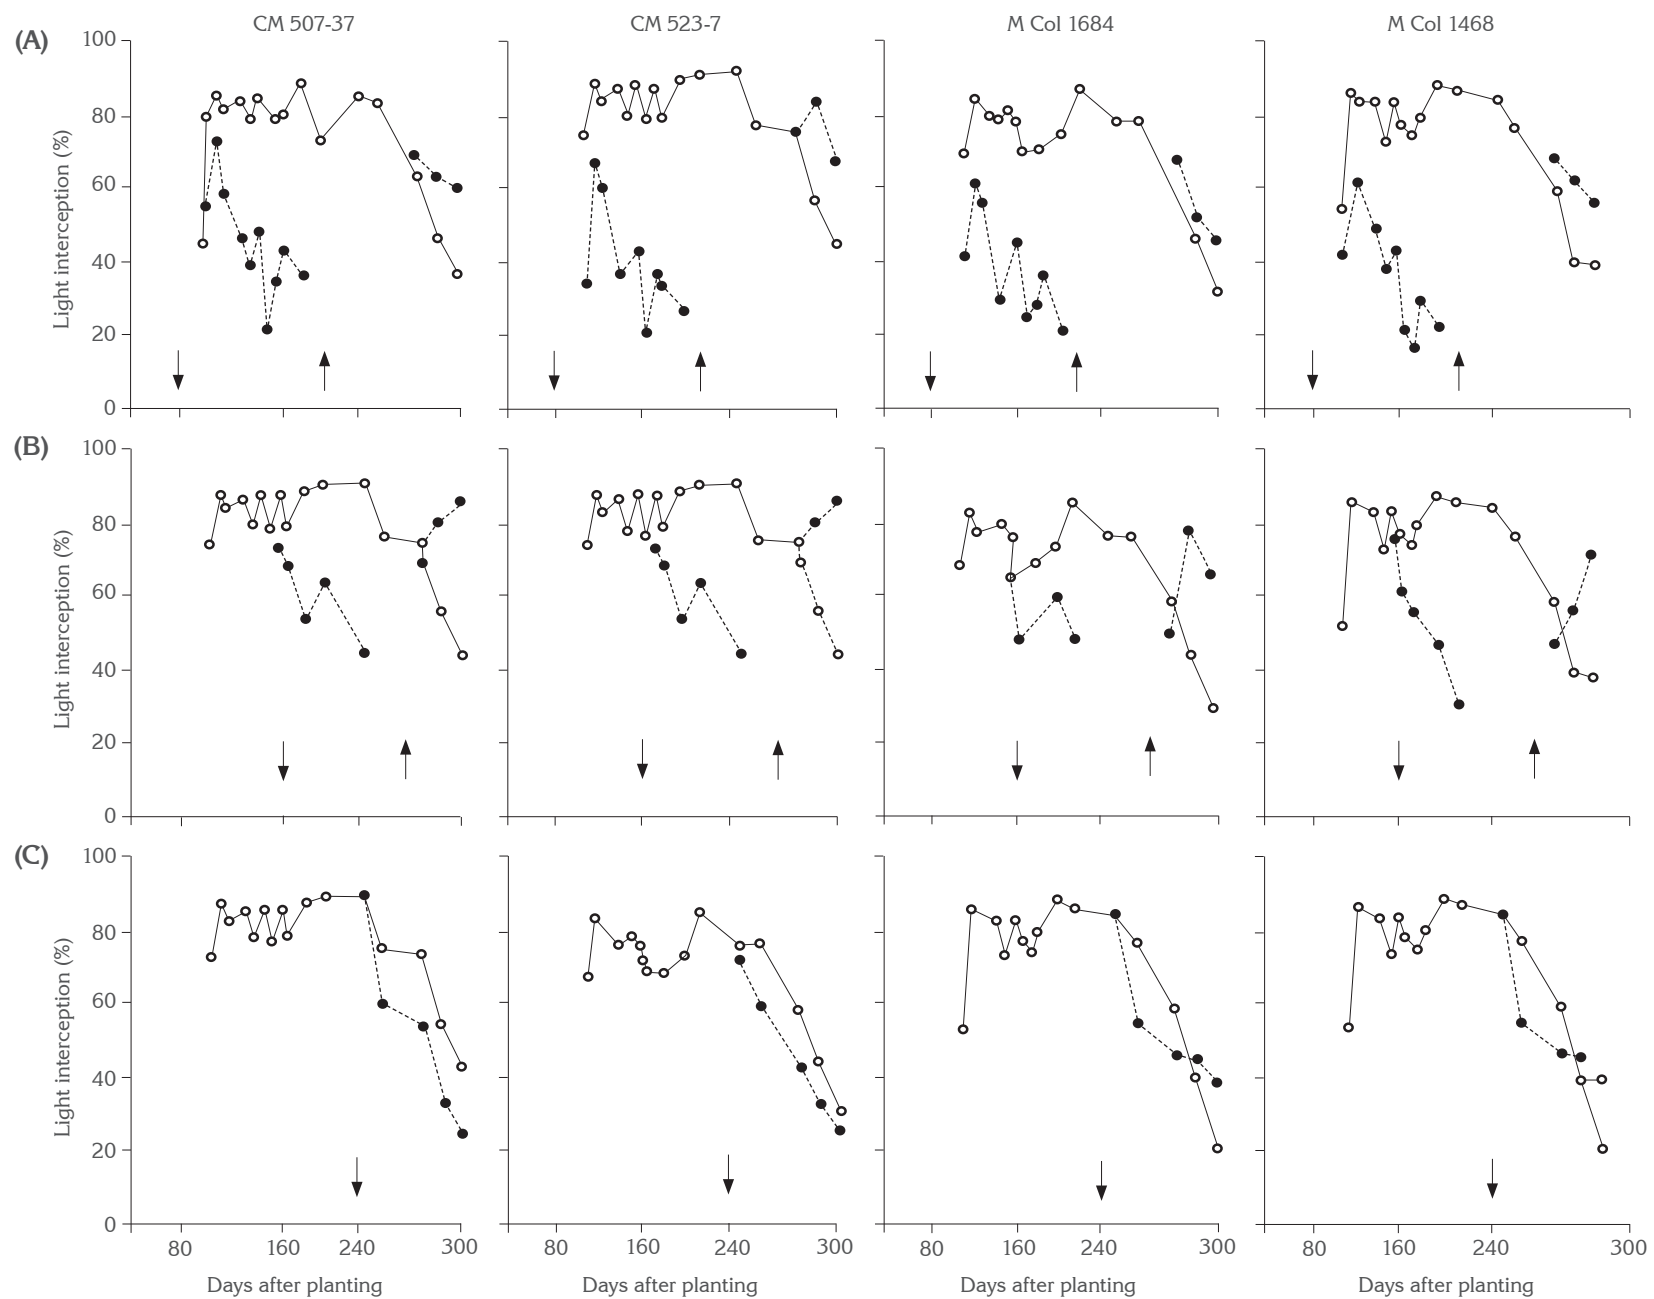 CM 507-37 CM 523-7 M Col 1684 M Col 1468
(A)
Light interception (%)
100
80
60
40
20
0
(B)
Light interception (%)
100
80
60
40
20
0
(C)
Light interception (%)
100
80
60
40
20
0
80 160 240 300 80 160 240 300 80 160 240 300 80 160 240 300
Days after planting Days after planting Days after planting Days after planting